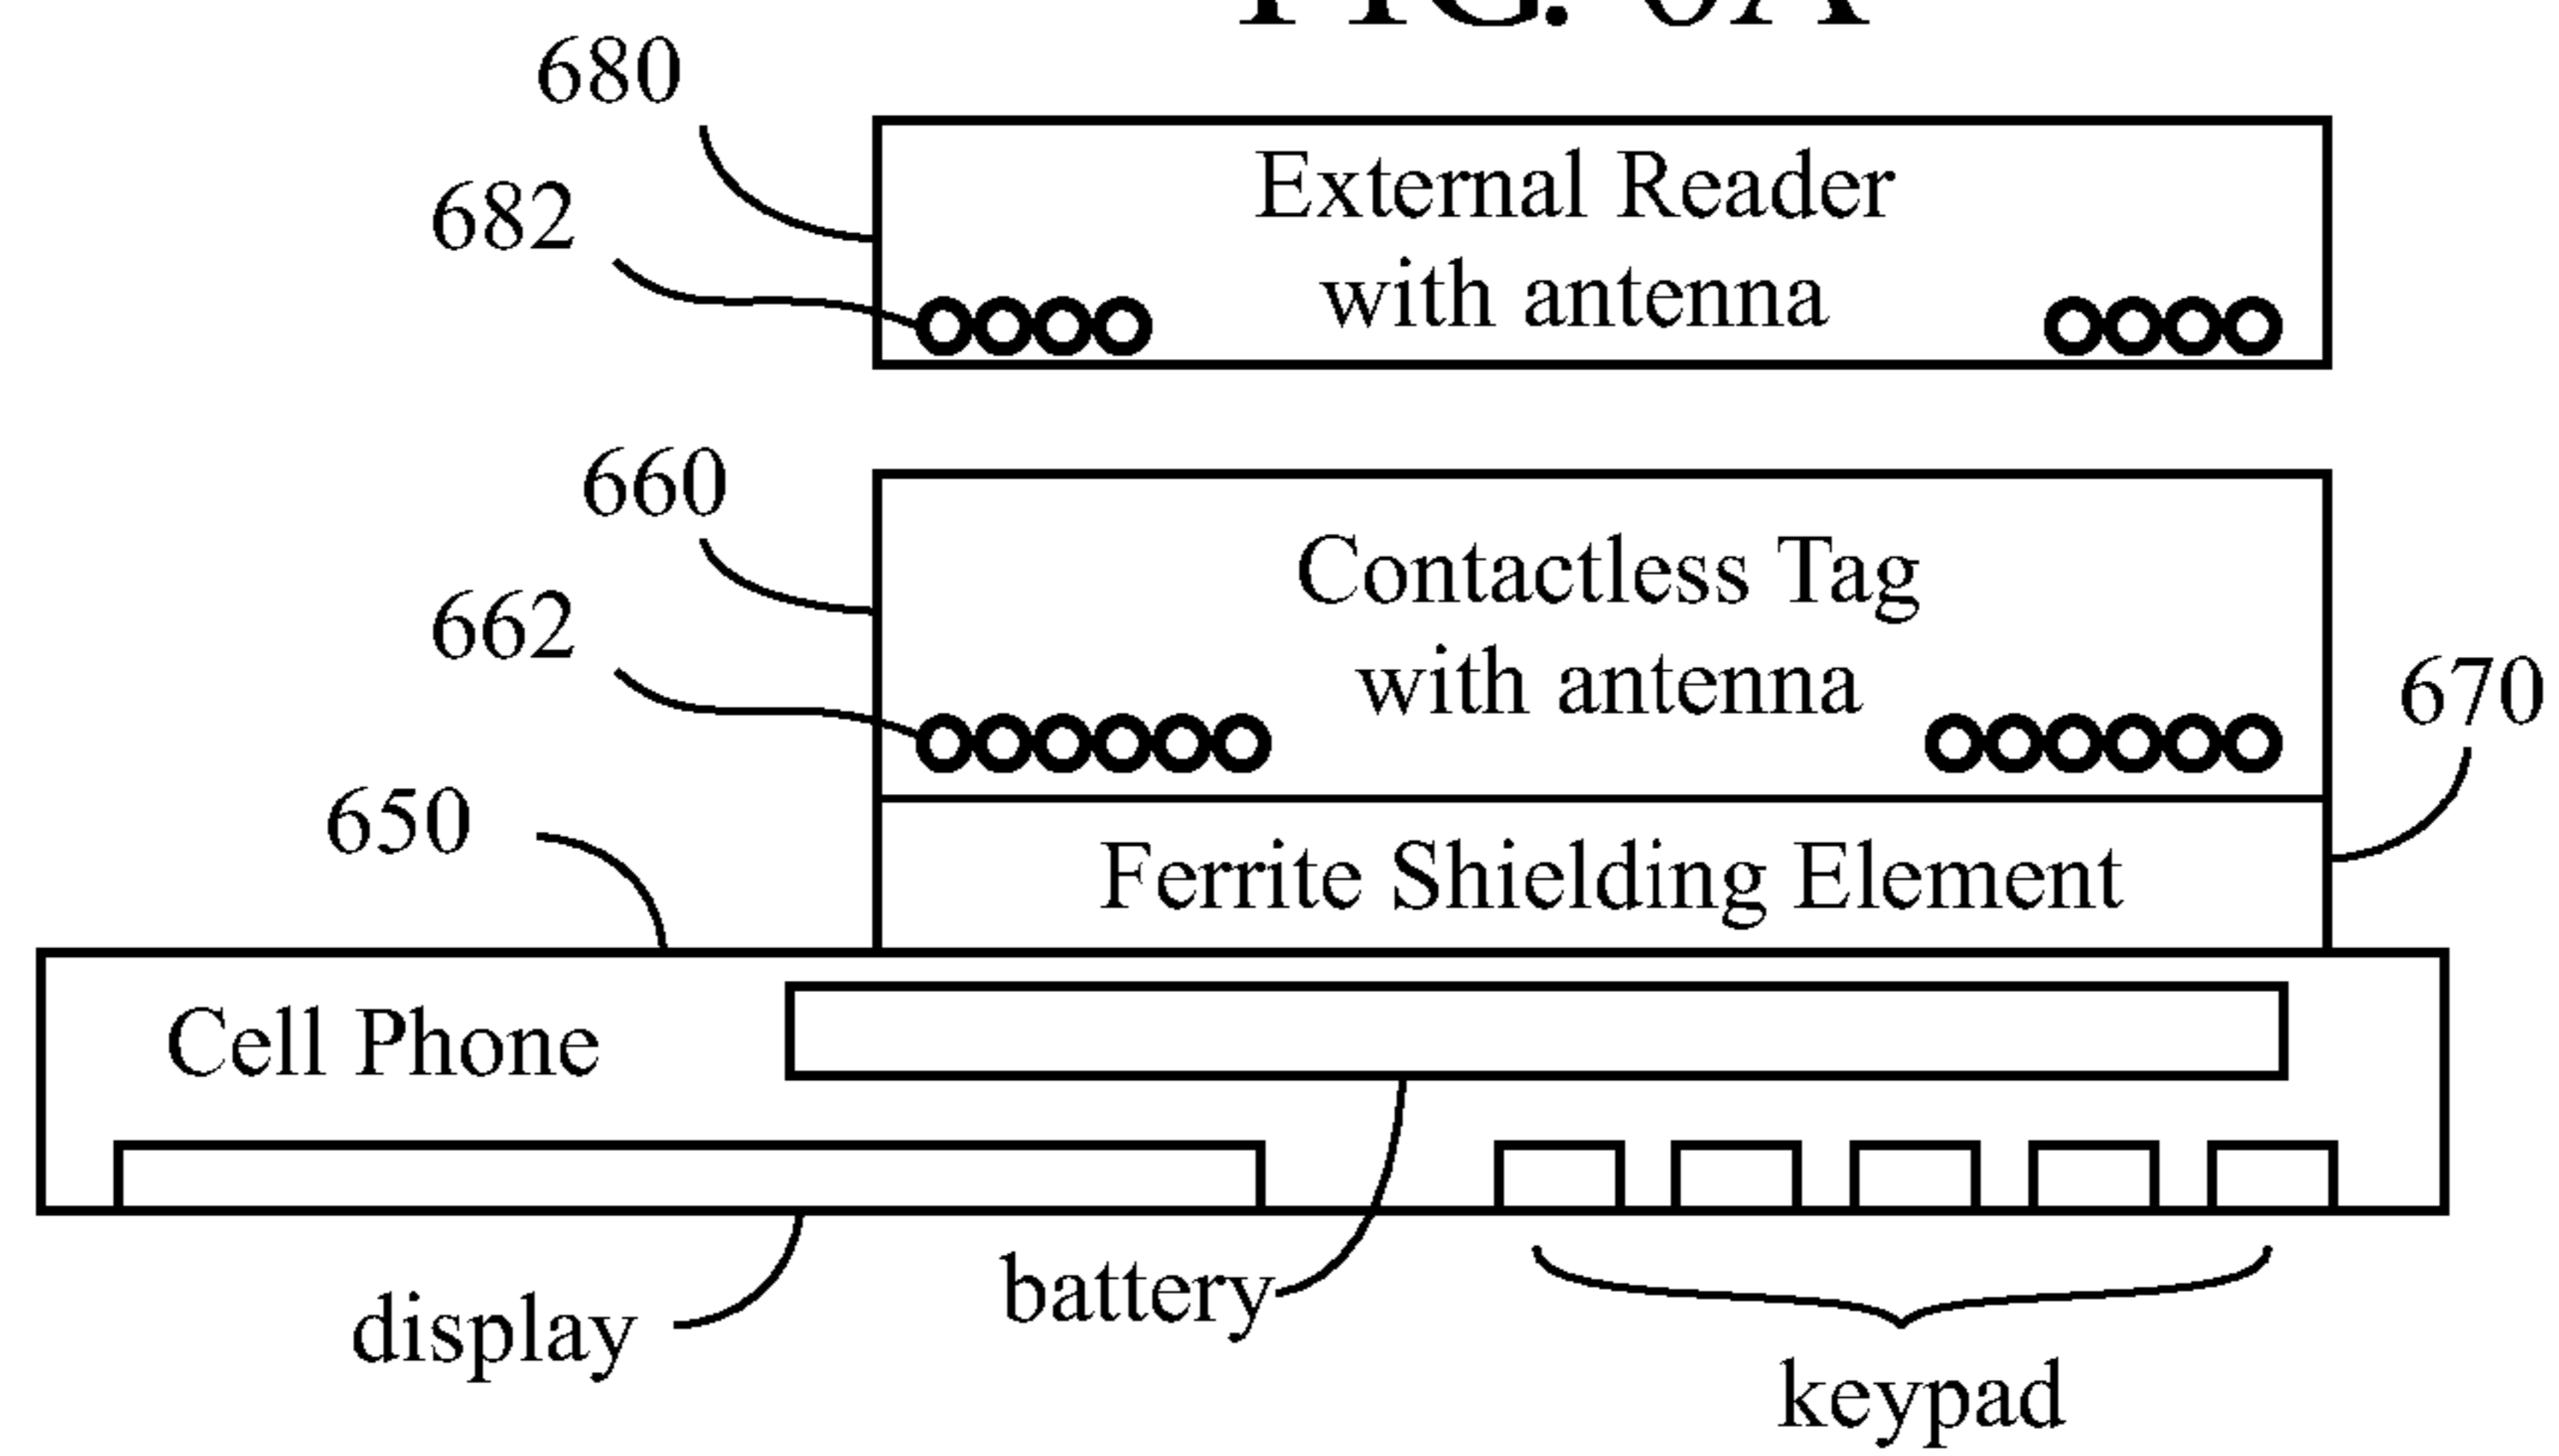 680
682
External Reader
with antenna
660
662
Contactless Tag
with antenna
670
650
Ferrite Shielding Element
Cell Phone
display
battery
keypad